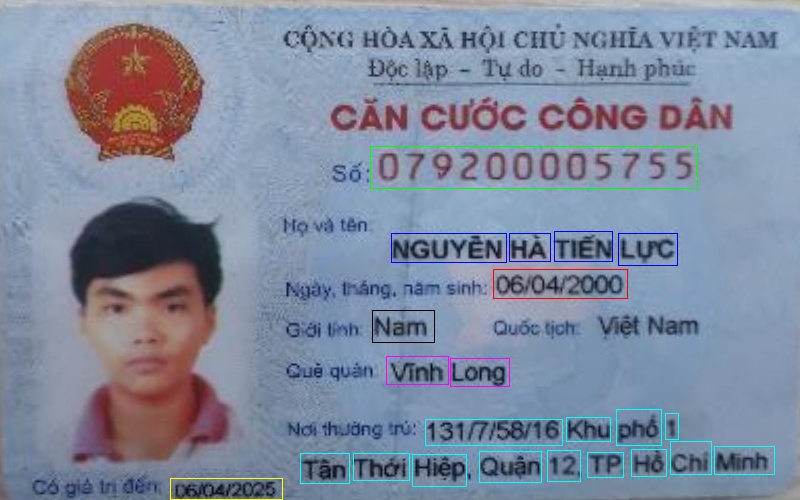 CỘNG HÒA XÃ HỘI CHỦ NGHĨA VIỆT NAM
Độc lập - Tự do - Hạnh phúc
CĂN CƯỚC CÔNG DÂN
Số: 079200005755
Họ và tên:
NGUYỄN HÀ TIẾN LỰC
Ngày, tháng, năm sinh: 06/04/2000
Giới tính: Nam Quốc tịch: Việt Nam
Quê quán: Vĩnh Long
Nơi thường trú: 131/7/58/16 Khu phố 1
Tân Thới Hiệp, Quận 12, TP Hồ Chí Minh
Có giá trị đến: 06/04/2025